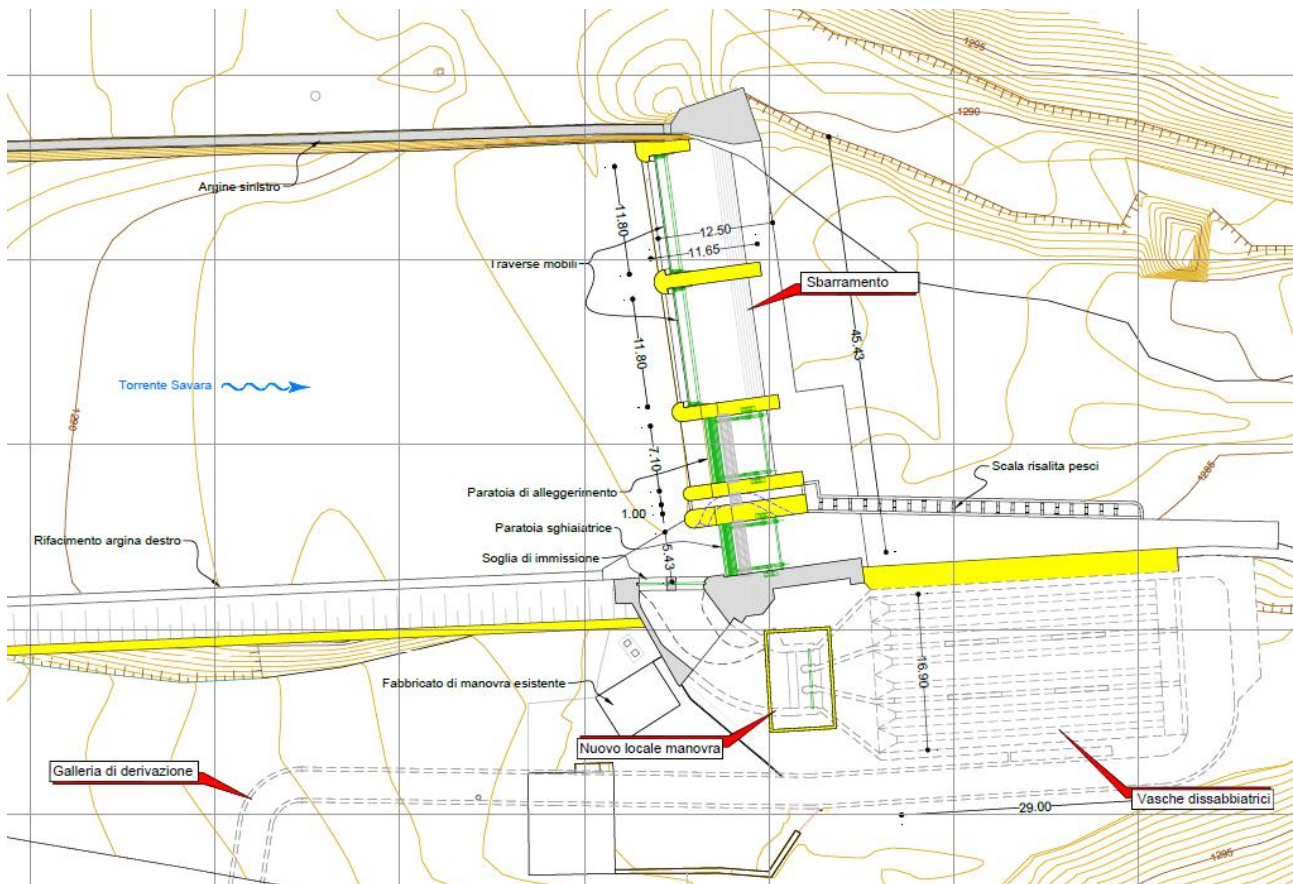 1295
1290
Argine sinistro
11.80
12.50
11.65
Traverse mobili
Sbarramento
45.43
11.80
Torrente Savara
1290
7.10
Scala risalita pesci
1285
Paratoia di alleggerimento
1.00
Paratoia sghiaiatrice
Rifacimento argina destro
Soglia di immissione
5.43
16.90
Fabbricato di manovra esistente
Nuovo locale manovra
Galleria di derivazione
Vasche dissabbiatrici
29.00
1295